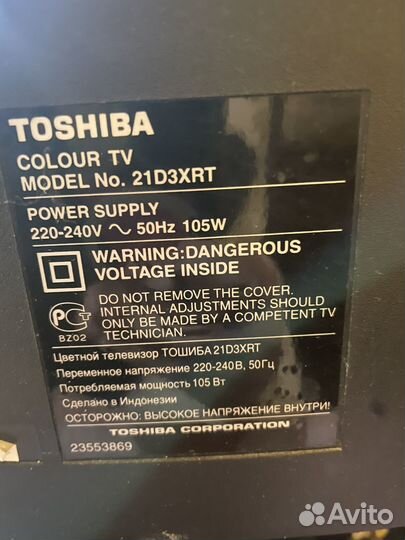 TOSHIBA
COLOUR TV
MODEL No. 21D3XRT
POWER SUPPLY
220-240V ~ 50Hz 105W
WARNING:DANGEROUS
VOLTAGE INSIDE
DO NOT REMOVE THE COVER.
INTERNAL ADJUSTMENTS SHOULD
ONLY BE MADE BY A COMPETENT TV
TECHNICIAN.
BZ02
Цветной телевизор ТОШИБА 21D3XRT
Переменное напряжение 220-240В, 50Гц
Потребляемая мощность 105 Вт
Сделано в Индонезии
ОСТОРОЖНО: ВЫСОКОЕ НАПРЯЖЕНИЕ ВНУТРИ!
TOSHIBA CORPORATION
23553869
Avito